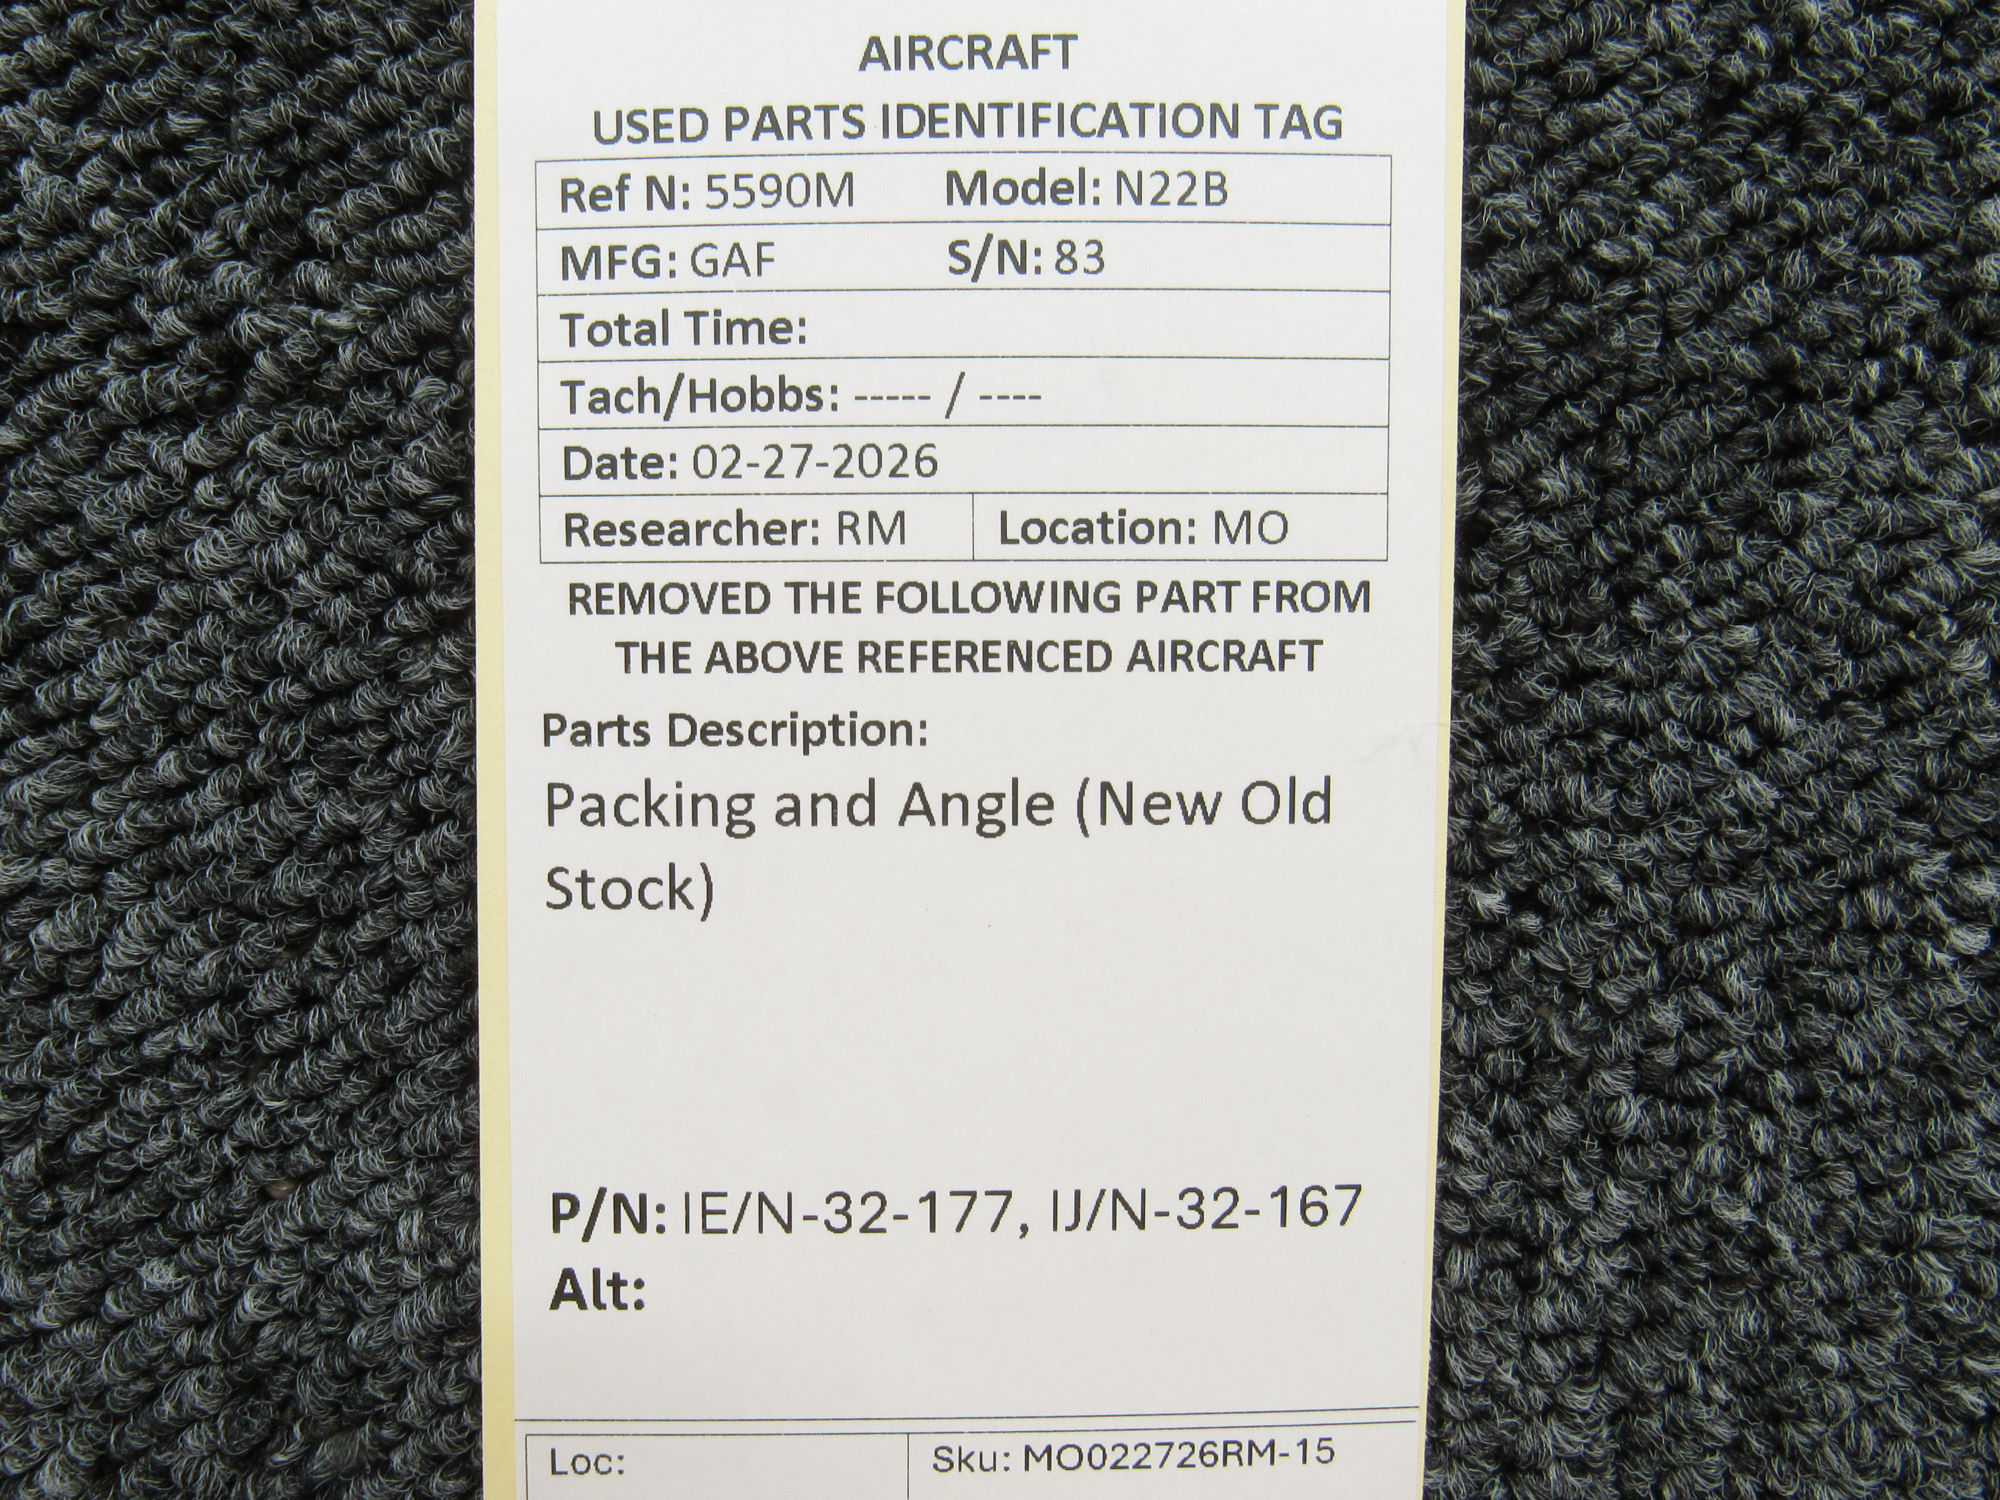 AIRCRAFT
USED PARTS IDENTIFICATION TAG
Ref N: 5590M Model: N22B
MFG: GAF S/N: 83
Total Time:
Tach/Hobbs: ----- / ----
Date: 02-27-2026
Researcher: RM Location: MO
REMOVED THE FOLLOWING PART FROM
THE ABOVE REFERENCED AIRCRAFT
Parts Description:
Packing and Angle (New Old
Stock)
P/N: IE/N-32-177, IJ/N-32-167
Alt:
Loc: Sku: MO022726RM-15